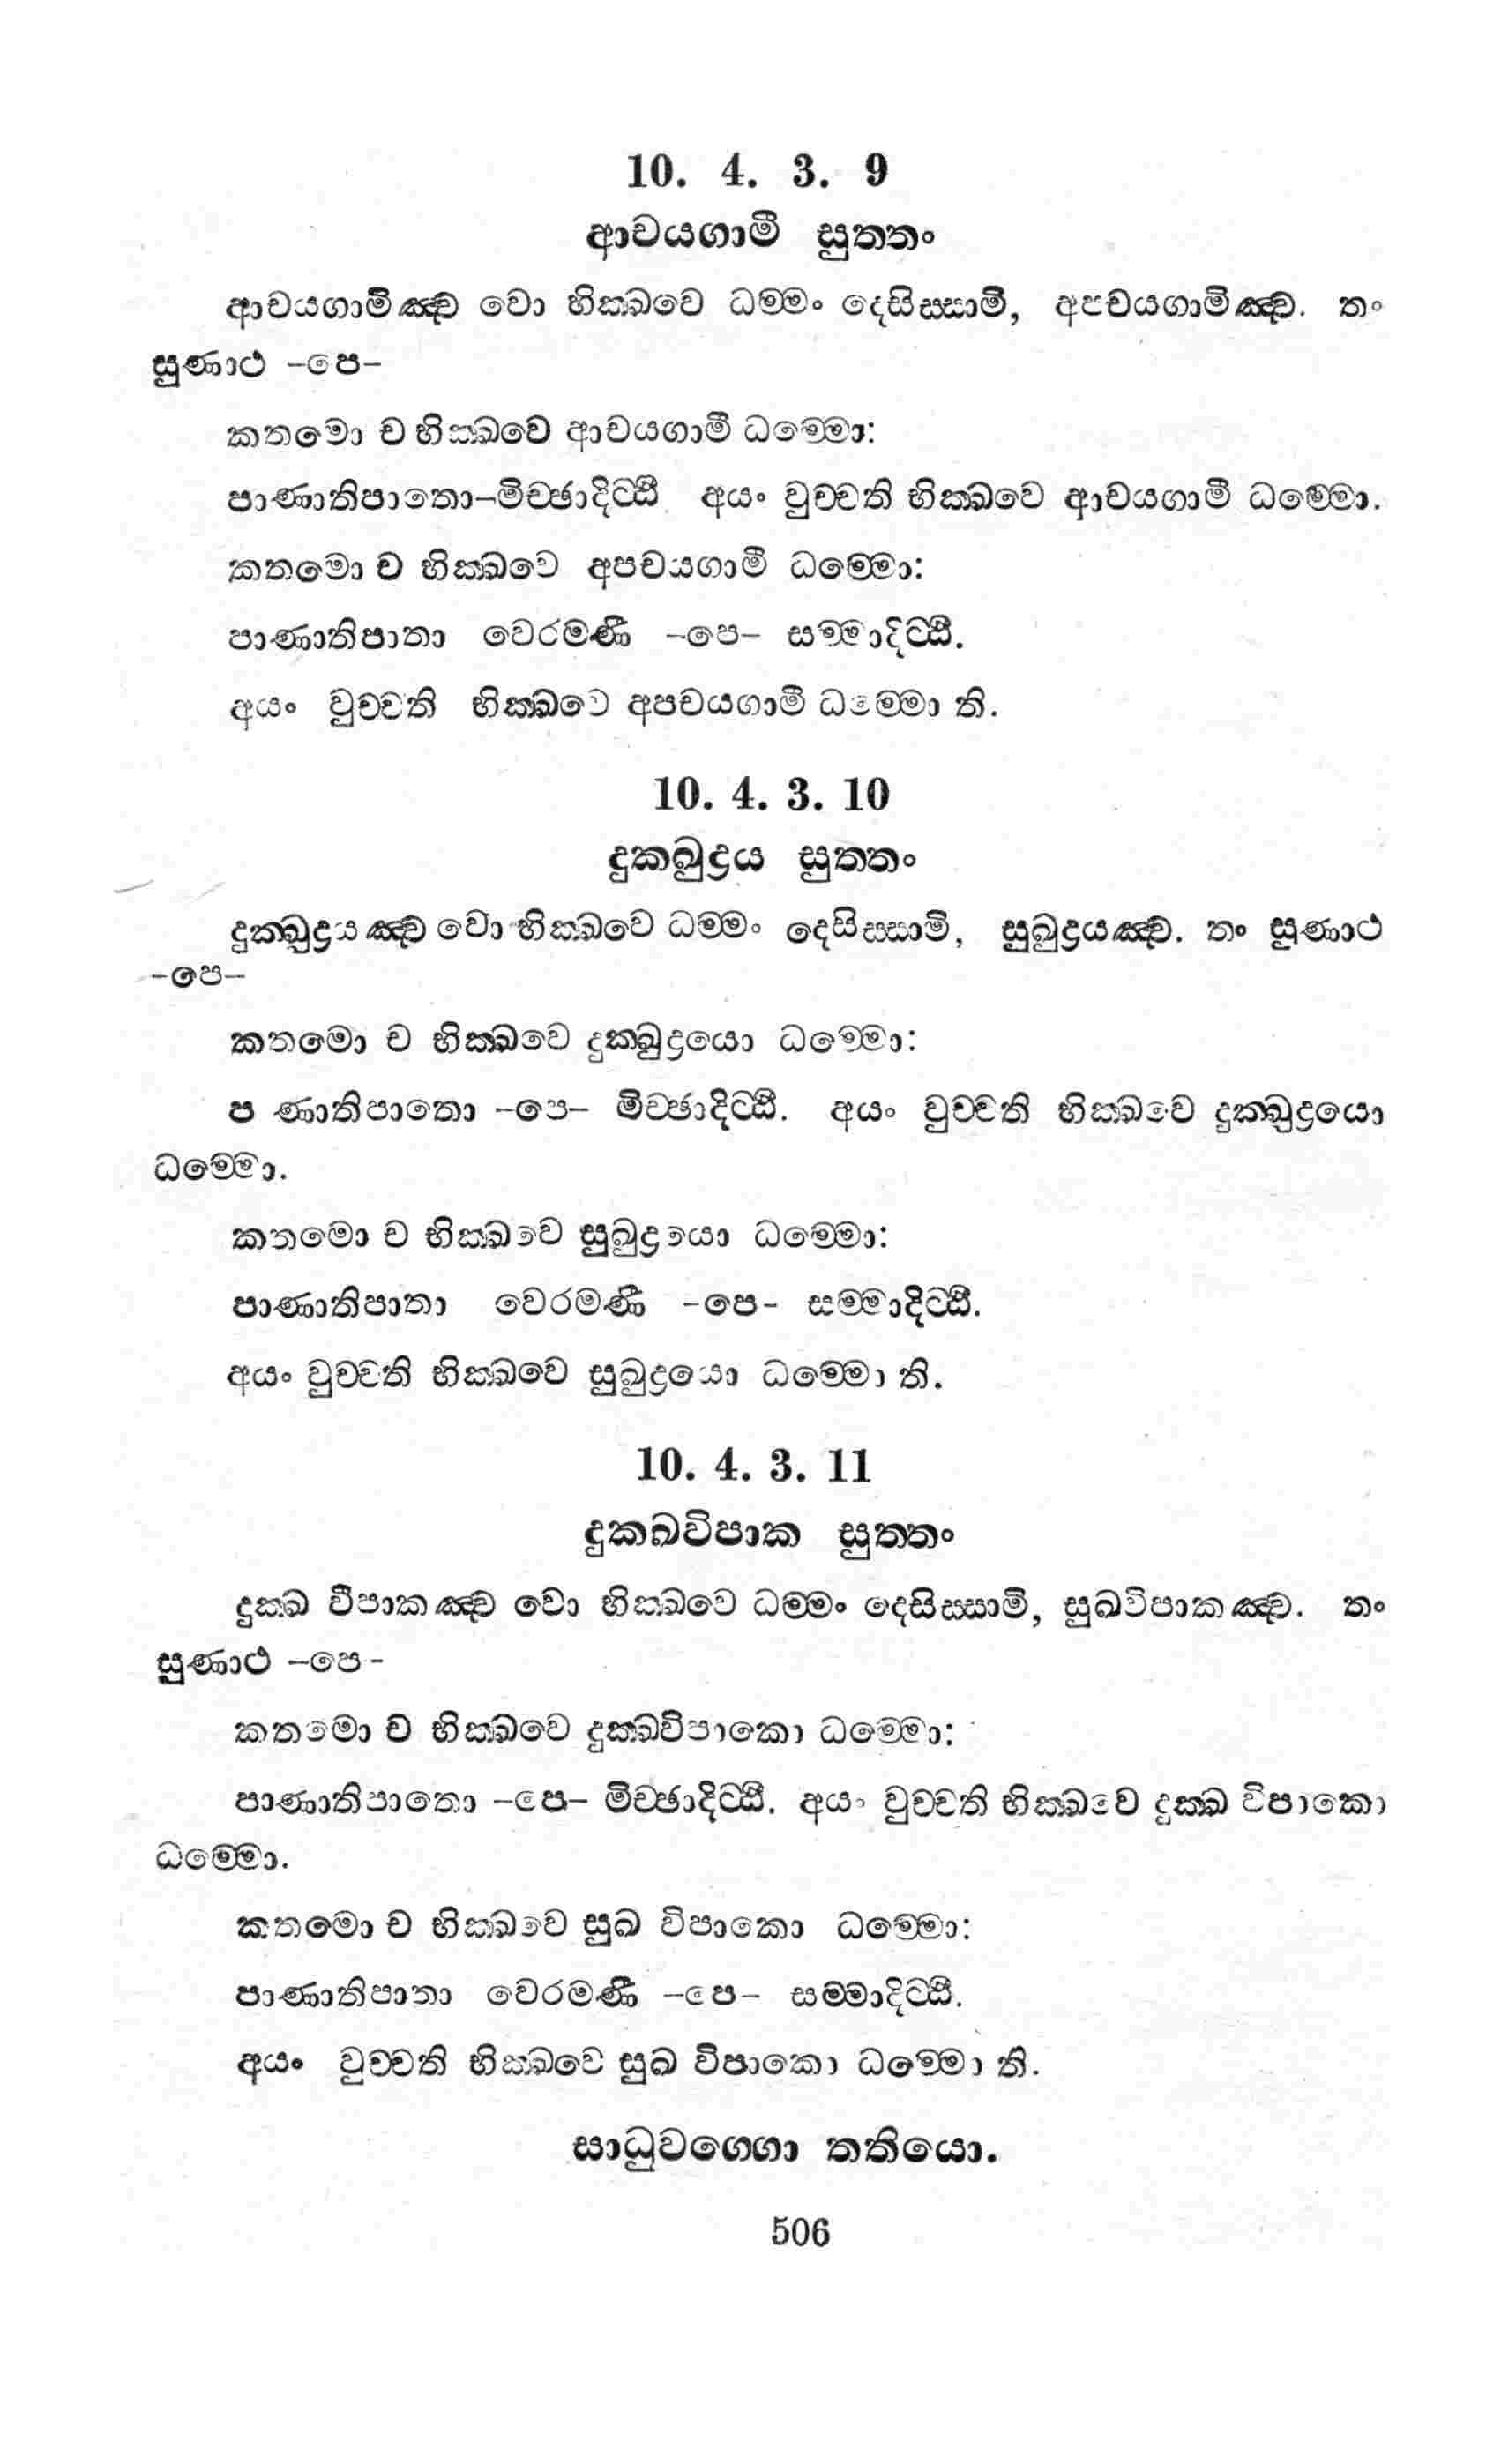 10. 4. 3. 9
ආචයගාමී සුත්තං
ආචයගාමිඤ්ච වො භික්ඛවෙ ධම්මං දෙසිස්සාමි, අපචයගාමිඤ්ච. තං
සුණාථ -පෙ-
කතමො ච භික්ඛවෙ ආචයගාමී ධම්මො:
පාණාතිපාතො-මිච්ඡාදිට්ඨි. අයං වුච්චති භික්ඛවෙ ආචයගාමී ධම්මො.
කතමො ච භික්ඛවෙ අපචයගාමී ධම්මො:
පාණාතිපාතා වෙරමණී -පෙ- සම්මාදිට්ඨි.
අයං වුච්චති භික්ඛවෙ අපචයගාමී ධම්මො ති.
10. 4. 3. 10
දුක්ඛුද්‍රය සුත්තං
දුක්ඛුද්‍රයඤ්ච වො භික්ඛවෙ ධම්මං දෙසිස්සාමි, සුඛුද්‍රයඤ්ච. තං සුණාථ
-පෙ-
කතමො ච භික්ඛවෙ දුක්ඛුද්‍රයො ධම්මො:
ප ණාතිපාතො -පෙ- මිච්ඡාදිට්ඨි. අයං වුච්චති භික්ඛවෙ දුක්ඛුද්‍රයො
ධම්මො.
කතමො ච භික්ඛවෙ සුඛුද්‍රයො ධම්මො:
පාණාතිපාතා වෙරමණී -පෙ- සම්මාදිට්ඨි.
අයං වුච්චති භික්ඛවෙ සුඛුද්‍රයො ධම්මො ති.
10. 4. 3. 11
දුක්ඛවිපාක සුත්තං
දුක්ඛ විපාකඤ්ච වො භික්ඛවෙ ධම්මං දෙසිස්සාමි, සුඛවිපාකඤ්ච. තං
සුණාථ -පෙ-
කතමො ච භික්ඛවෙ දුක්ඛවිපාකො ධම්මො:
පාණාතිපාතො -පෙ- මිච්ඡාදිට්ඨි. අයං වුච්චති භික්ඛවෙ දුක්ඛ විපාකො
ධම්මො.
කතමො ච භික්ඛවෙ සුඛ විපාකො ධම්මො:
පාණාතිපාතා වෙරමණී -පෙ- සම්මාදිට්ඨි.
අයං වුච්චති භික්ඛවෙ සුඛ විපාකො ධම්මො ති.
සාධුවග්ගො තතියො.
506